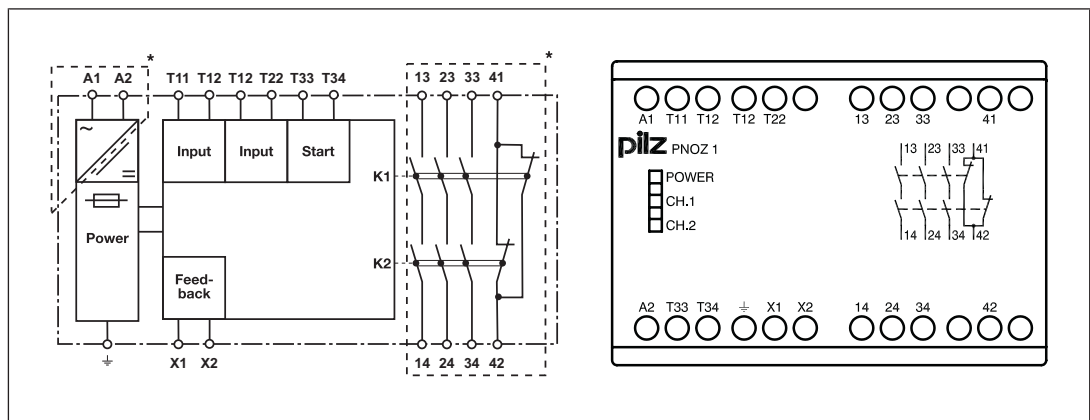 *
*
A1 A2 T11 T12 T12 T22 T33 T34 13 23 33 41
~
=
Input Input Start
K1
Power
K2
Feed-
back
X1 X2 14 24 34 42
A1 T11 T12 T12 T22 13 23 33 41
pilz PNOZ 1
13 23 33 41
POWER
CH.1
CH.2
14 24 34 42
A2 T33 T34 X1 X2 14 24 34 42